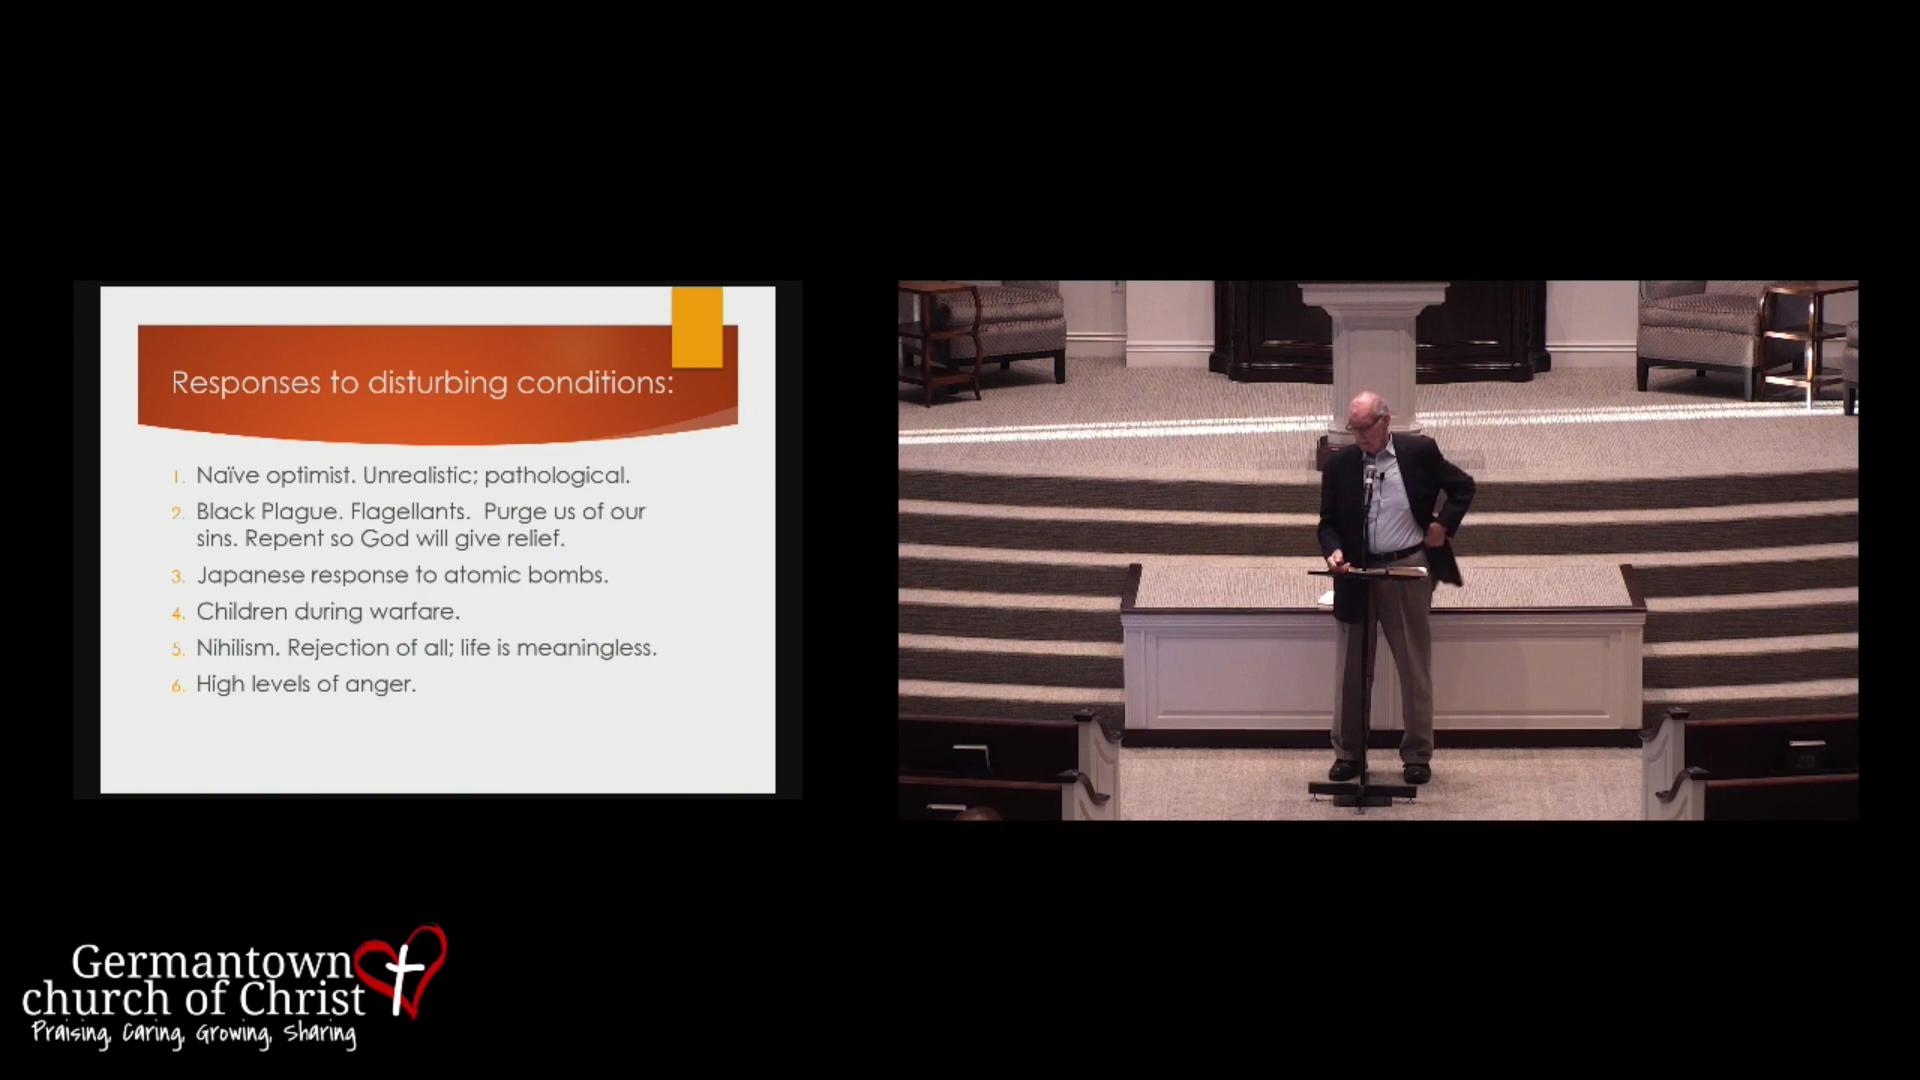 Responses to disturbing conditions:
1. Naïve optimist. Unrealistic; pathological.
2. Black Plague. Flagellants.  Purge us of our
sins. Repent so God will give relief.
3. Japanese response to atomic bombs.
4. Children during warfare.
5. Nihilism. Rejection of all; life is meaningless.
6. High levels of anger.
Germantown
church of Christ
Praising, Caring, Growing, Sharing